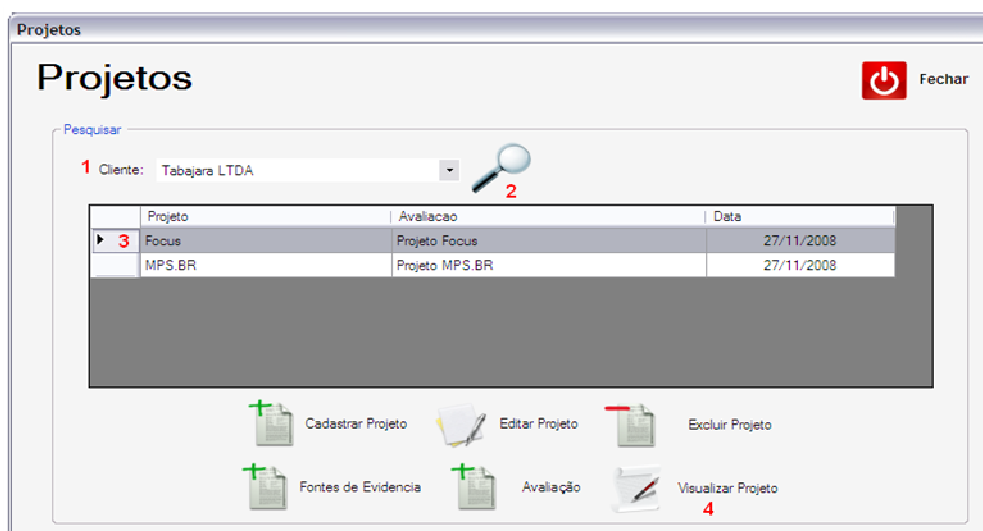 Projetos
Projetos
Fechar
Pesquisar
1 Cliente: Tabajara LTDA
2
Projeto Avaliacao Data
3 Focus Projeto Focus 27/11/2008
MPS.BR Projeto MPS.BR 27/11/2008
Cadastrar Projeto Editar Projeto Excluir Projeto
Fontes de Evidencia Avaliação Visualizar Projeto
4